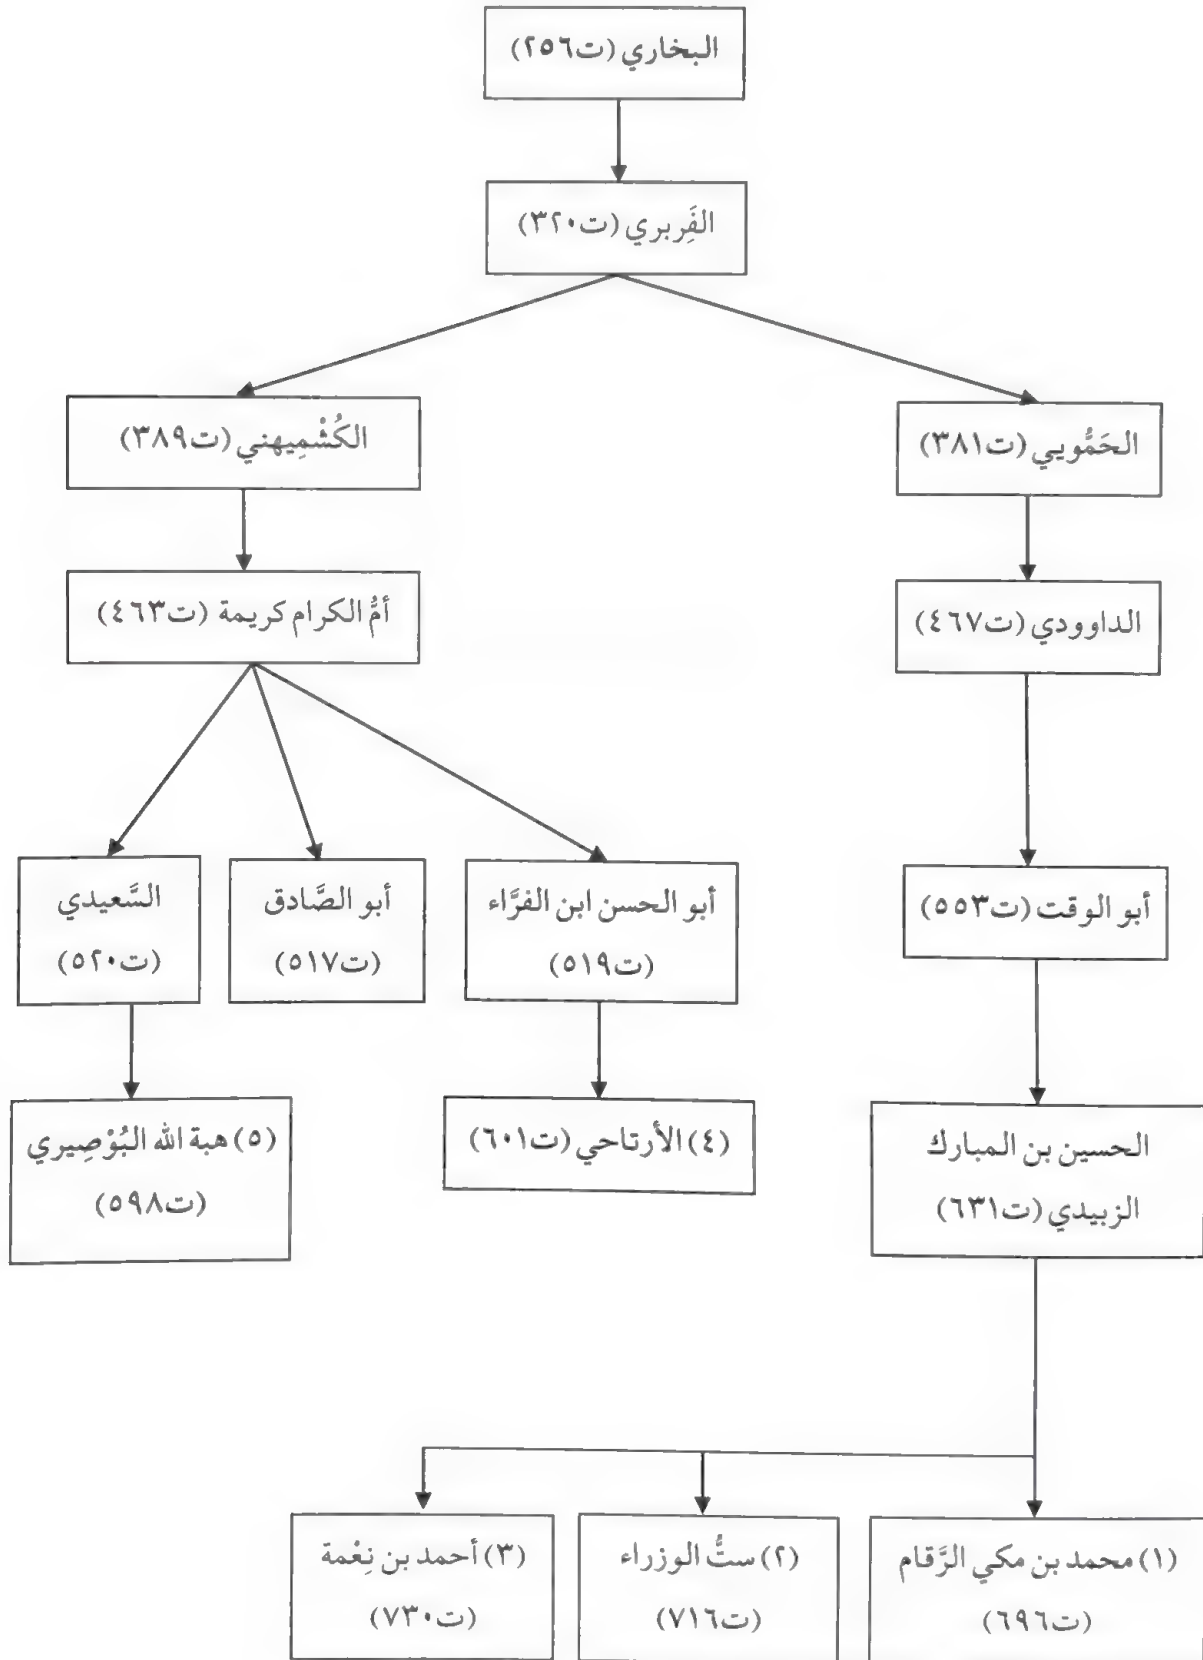 البخاري (ت٢٥٦)
الفَِربري (ت٣٢٠)
الحَمُّويي (ت٣٨١)
الكُشْمِيهني (ت٣٨٩)
الداوودي (ت٤٦٧)
أمُّ الكرام كريمة (ت٤٦٣)
أبو الوقت (ت٥٥٣)
أبو الحسن ابن الفرَّاء
(ت٥١٩)
أبو الصَّادق
(ت٥١٧)
السَّعيدي
(ت٥٢٠)
الحسين بن المبارك
الزبيدي (ت٦٣١)
(٤) الأرتاحي (ت٦٠١)
(٥) هبة الله البُوْصِيري
(ت٥٩٨)
(١) محمد بن مكي الرَّقام
(ت٦٩٦)
(٢) ستُّ الوزراء
(ت٧١٦)
(٣) أحمد بن نِعْمة
(ت٧٣٠)